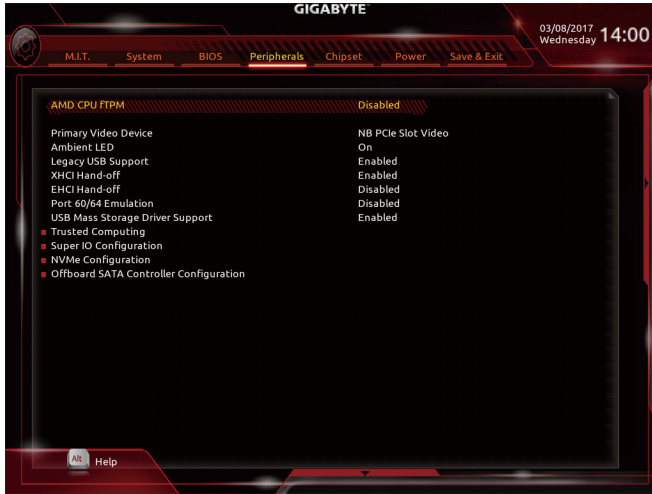 GIGABYTE
03/08/2017 Wednesday 14:00
M.I.T. System BIOS Peripherals Chipset Power Save & Exit
AMD CPU fTPM Disabled
Primary Video Device NB PCIe Slot Video
Ambient LED On
Legacy USB Support Enabled
XHCI Hand-off Enabled
EHCI Hand-off Disabled
Port 60/64 Emulation Disabled
USB Mass Storage Driver Support Enabled
Trusted Computing
Super IO Configuration
NVMe Configuration
Offboard SATA Controller Configuration
Alt Help